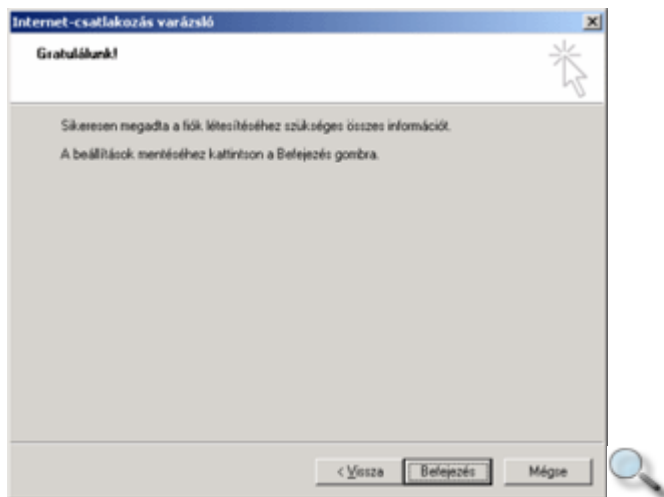 Internet-csatlakozás varázsló
Gratulálunk!
Sikeresen megadta a fiók létesítéséhez szükséges összes információt.
A beállítások mentéséhez kattintson a Befejezés gombra.
< Vissza Befejezés Mégse